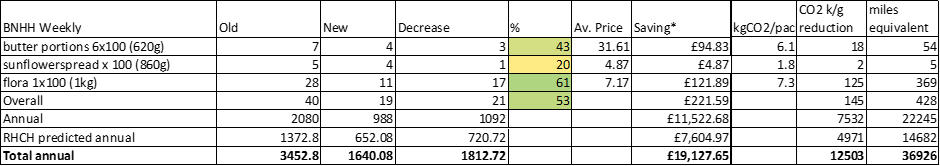 BNHH Weekly Old New Decrease % Av. Price Saving* kgCO2/pac CO2 k/g reduction miles equivalent
butter portions 6x100 (620g) 7 4 3 43 31.61 £94.83 6.1 18 54
sunflowerspread x 100 (860g) 5 4 1 20 4.87 £4.87 1.8 2 5
flora 1x100 (1kg) 28 11 17 61 7.17 £121.89 7.3 125 369
Overall 40 19 21 53 £221.59 145 428
Annual 2080 988 1092 £11,522.68 7532 22245
RHCH predicted annual 1372.8 652.08 720.72 £7,604.97 4971 14682
Total annual 3452.8 1640.08 1812.72 £19,127.65 12503 36926